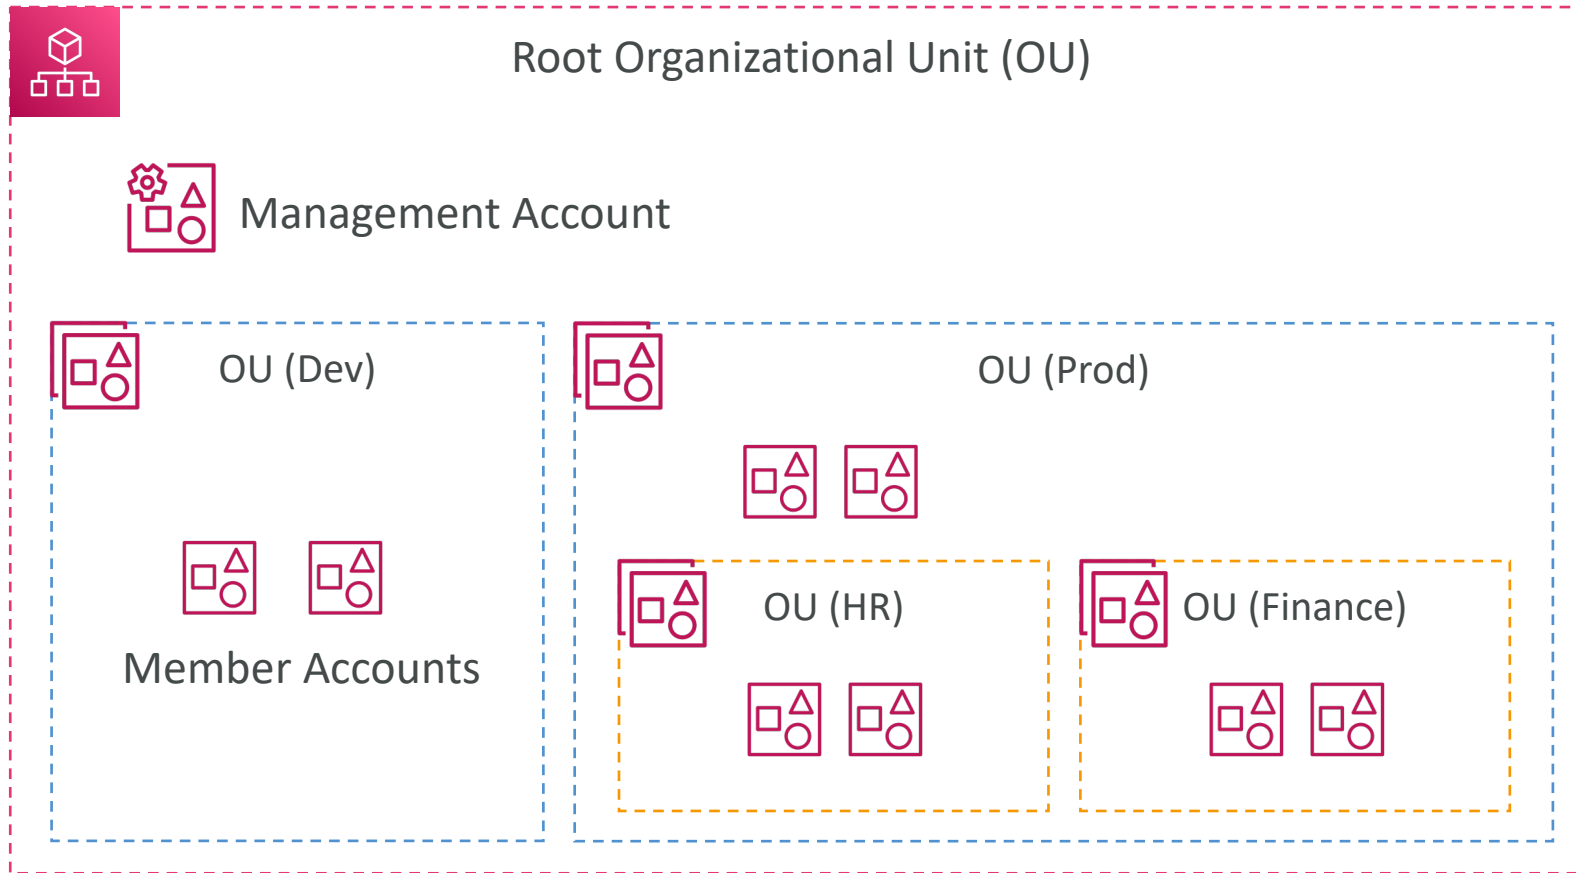 Root Organizational Unit (OU)
Management Account
OU (Dev)
OU (Prod)
Member Accounts
OU (HR)
OU (Finance)